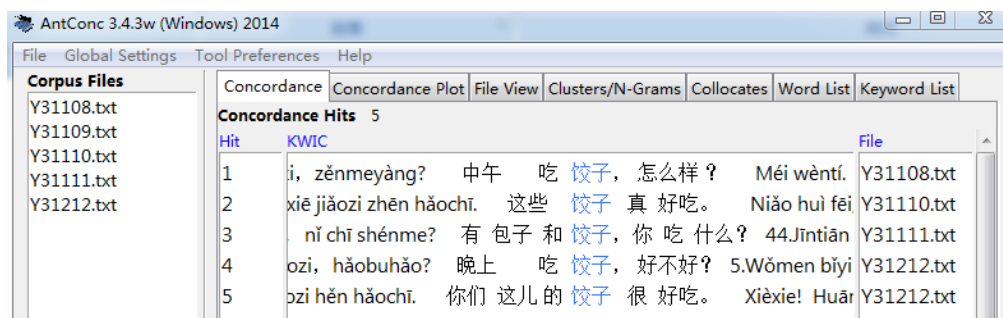 AntConc 3.4.3w (Windows) 2014
File Global Settings Tool Preferences Help
Corpus Files
Y31108.txt
Y31109.txt
Y31110.txt
Y31111.txt
Y31212.txt
Concordance Concordance Plot File View Clusters/N-Grams Collocates Word List Keyword List
Concordance Hits 5
Hit KWIC File
1 zi, zěnmeyàng? 中午 吃 饺子，怎么样？ Méi wèntí. Y31108.txt
2 xiē jiǎozi zhēn hǎochī. 这些 饺子 真 好吃。 Niǎo huì fēi Y31110.txt
3 . nǐ chī shénme? 有 包子 和 饺子，你 吃 什么？ 44.Jīntiān Y31111.txt
4 ozi, hǎobuhǎo? 晚上 吃 饺子，好不好？ 5.Wǒmen bǐyi Y31212.txt
5 ozi hěn hǎochī. 你们 这儿 的 饺子 很 好吃。 Xièxie! Huār Y31212.txt